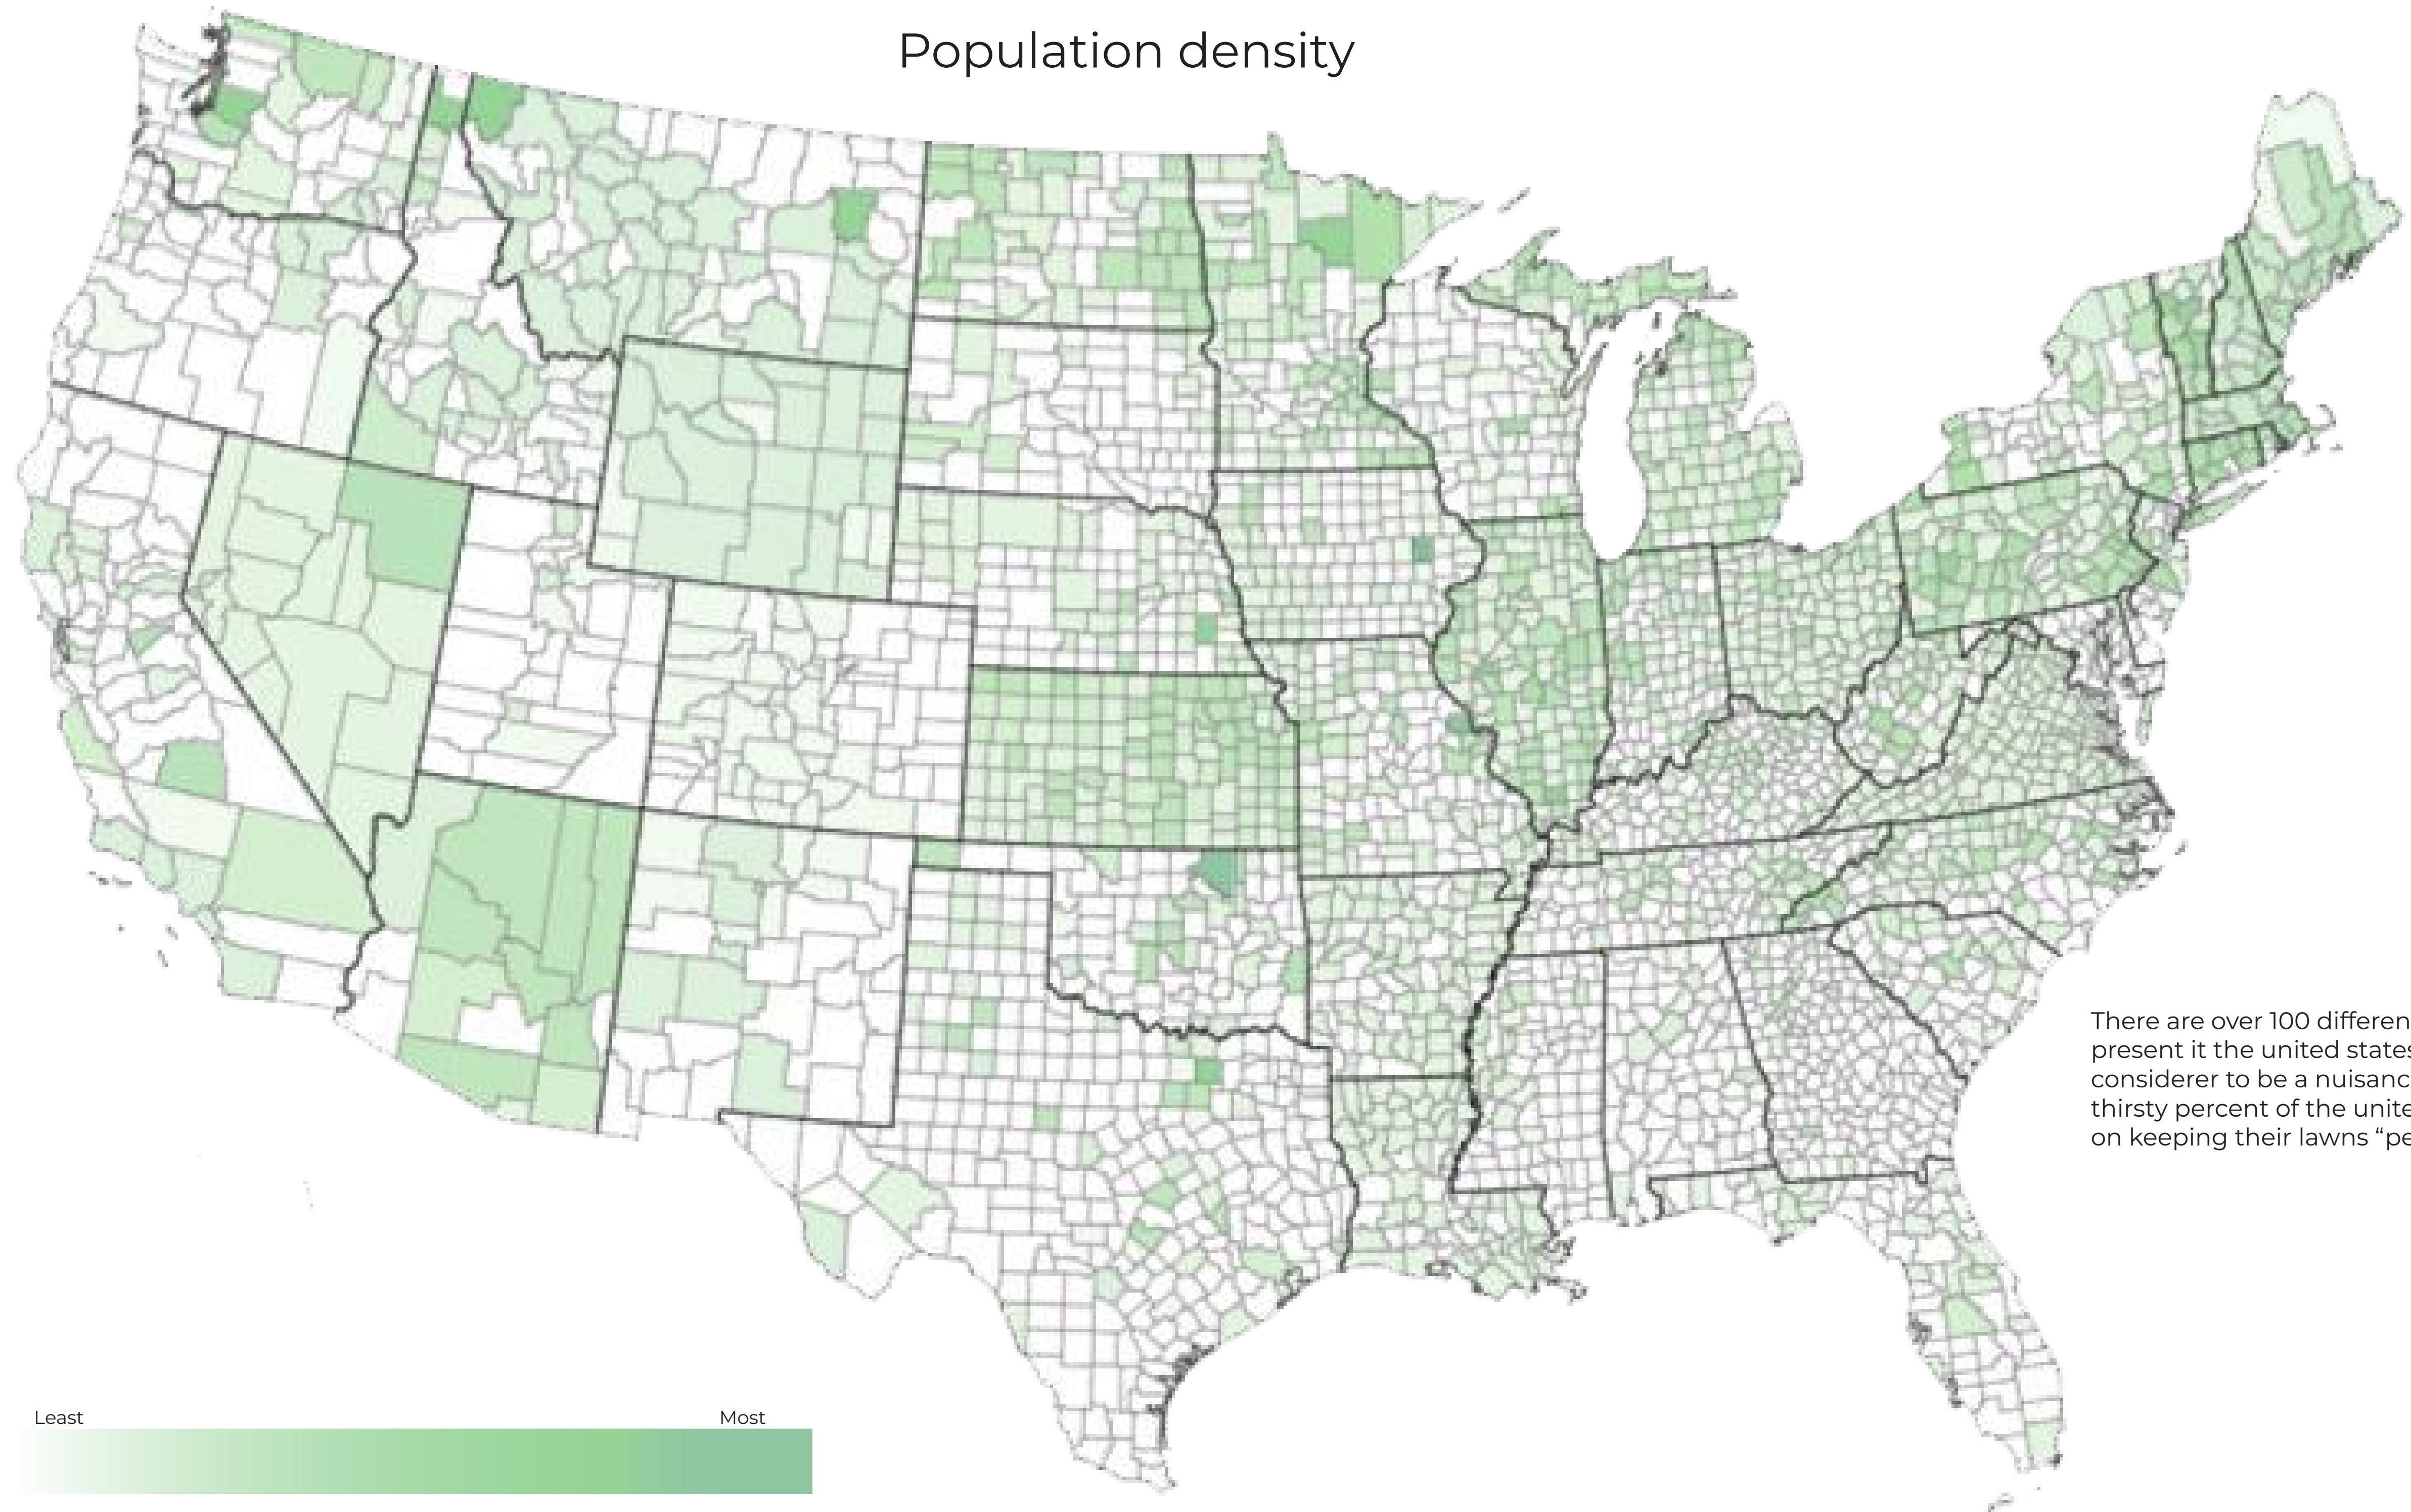 Population density
There are over 100 differen
present it the united states
considerer to be a nuisanc
thirsty percent of the unite
on keeping their lawns “pe
Least
Most